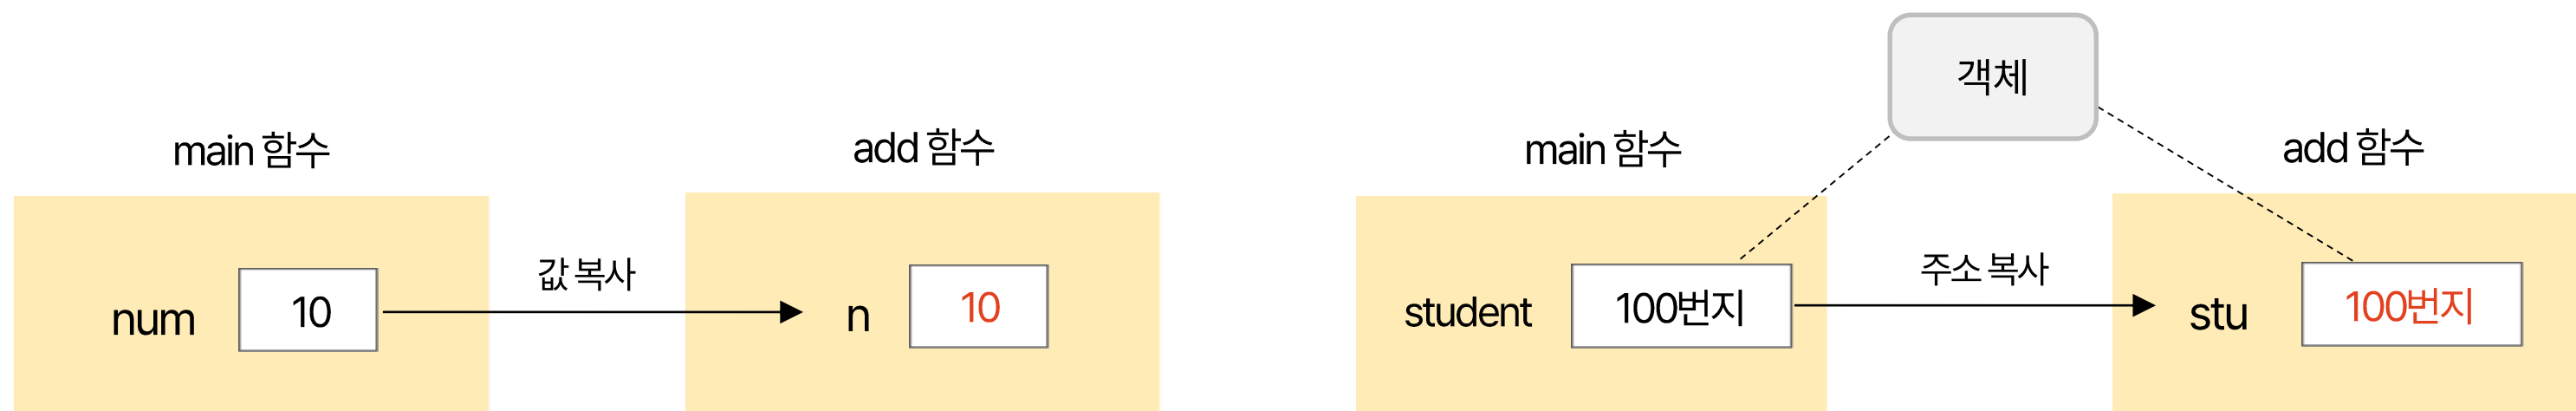 main 함수
add 함수
num
10
값 복사
n
10
객체
main 함수
add 함수
student
100번지
주소 복사
stu
100번지